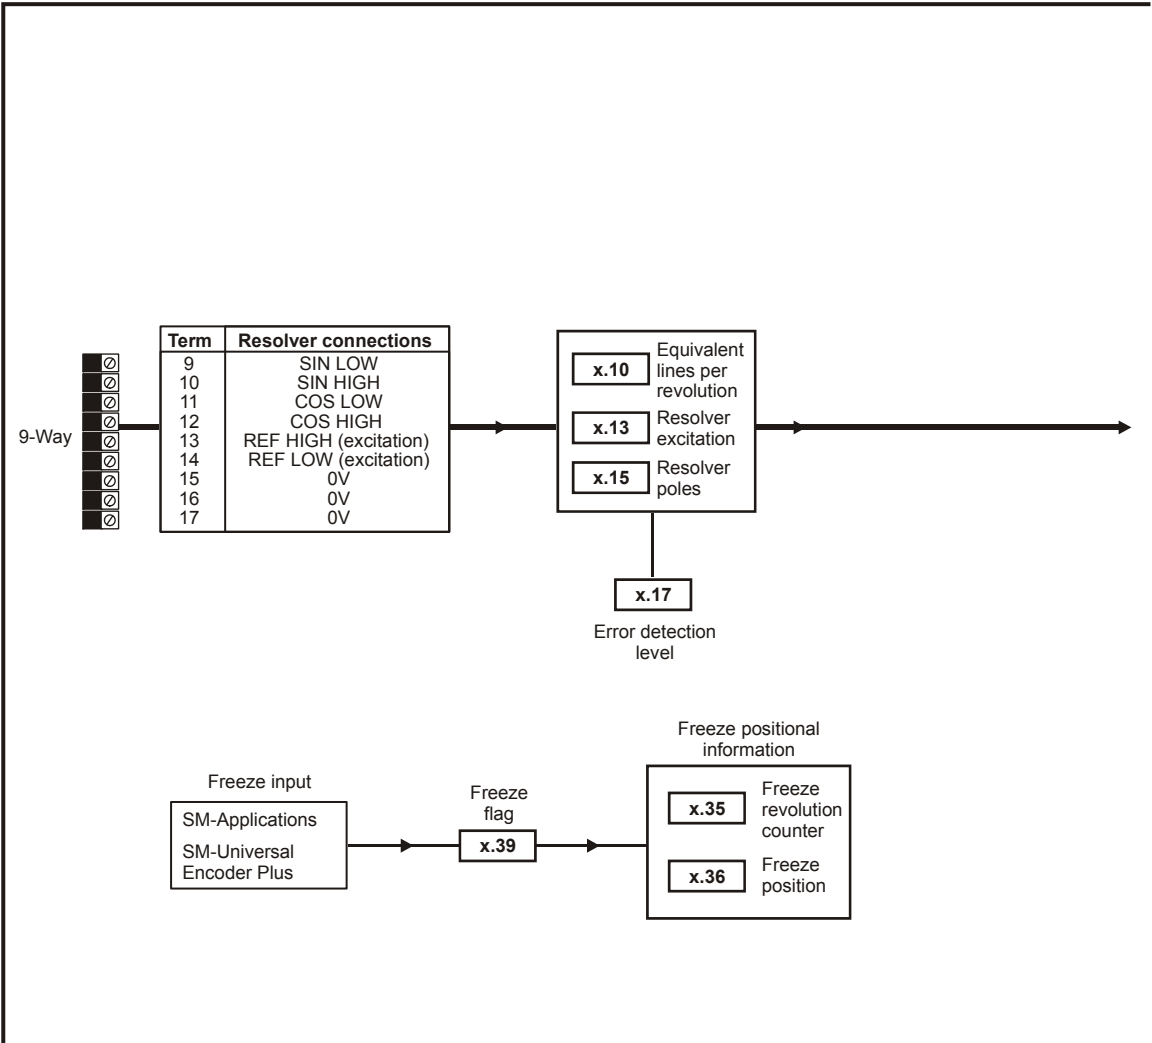 9-Way
Term Resolver connections
9 SIN LOW
10 SIN HIGH
11 COS LOW
12 COS HIGH
13 REF HIGH (excitation)
14 REF LOW (excitation)
15 0V
16 0V
17 0V
x.10
Equivalent
lines per
revolution
x.13
Resolver
excitation
x.15
Resolver
poles
x.17
Error detection
level
Freeze input
SM-Applications
SM-Universal
Encoder Plus
Freeze
flag
x.39
Freeze positional
information
x.35
Freeze
revolution
counter
x.36
Freeze
position